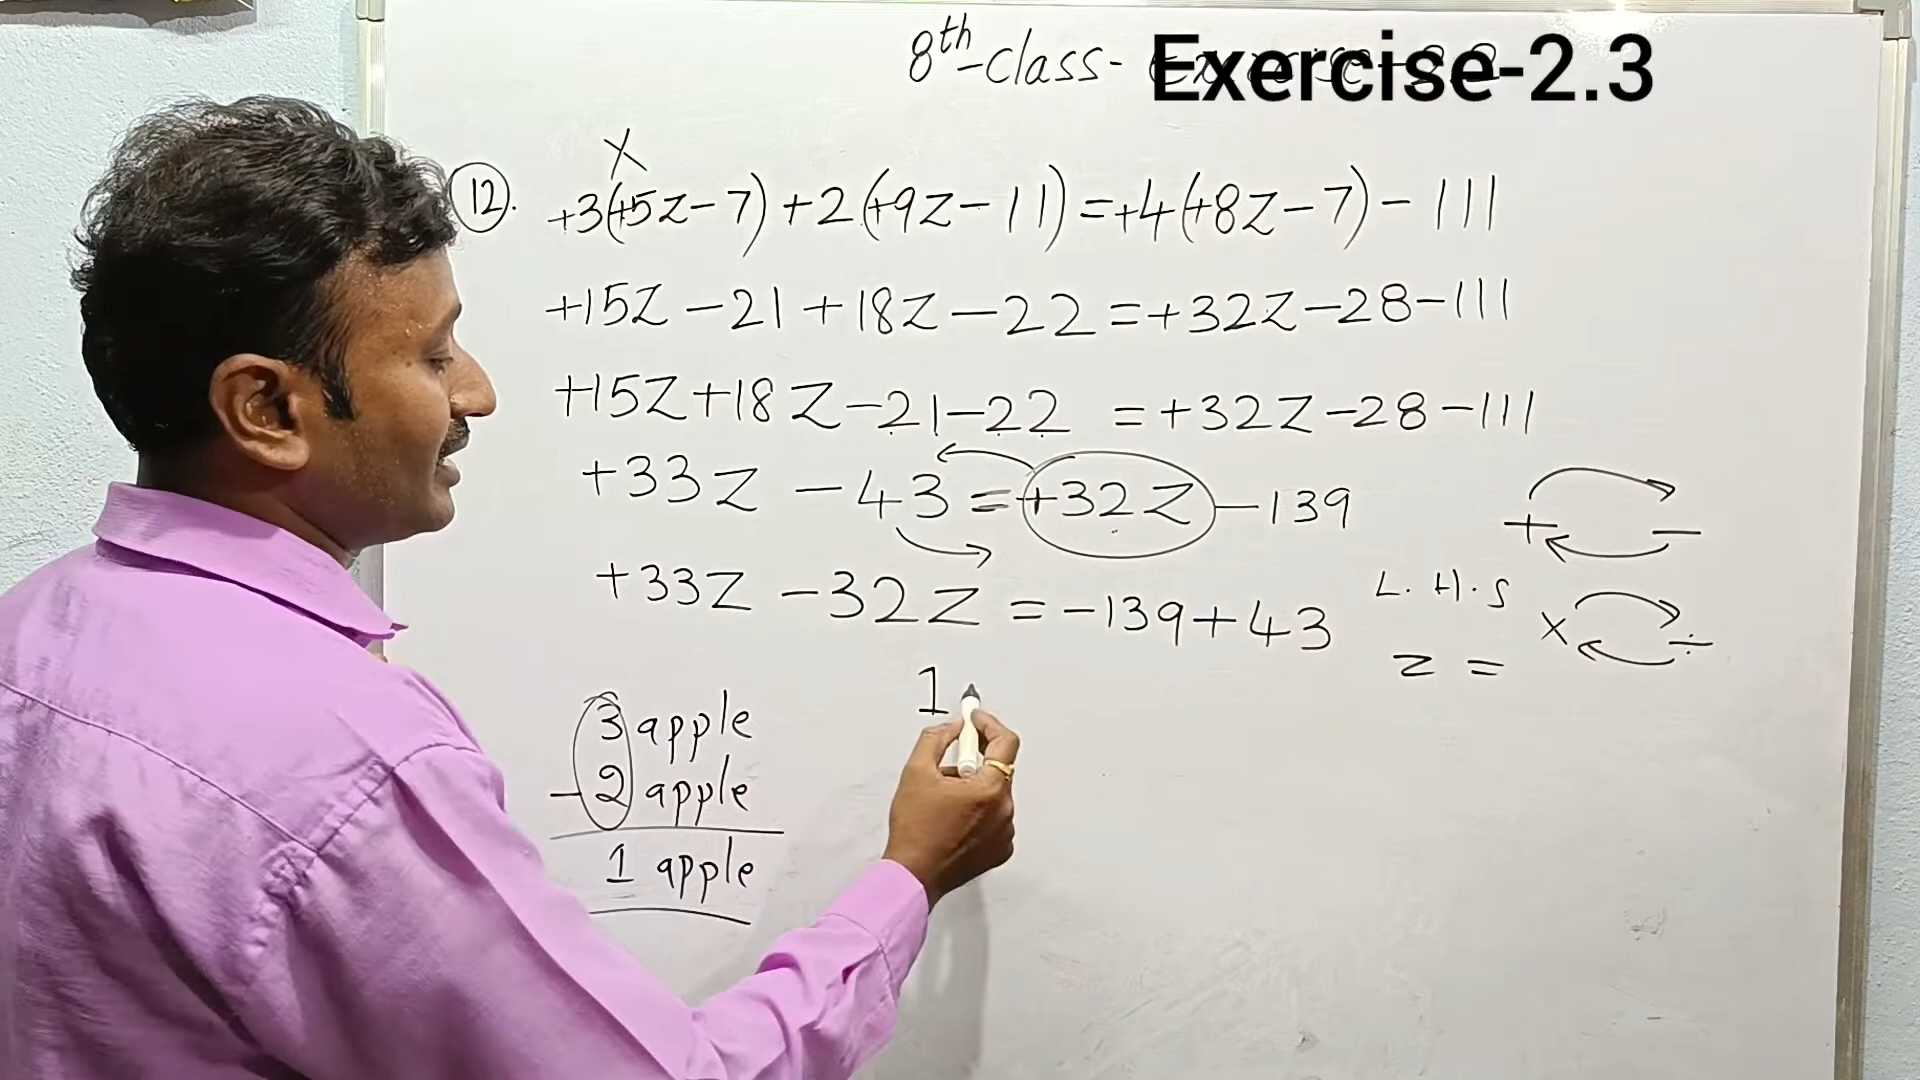 8th-class-
Exercise-2.3
X
12. +3(+5z-7)+2(+9z-11)=+4(+8z-7)-111
+15z-21+18z-22=+32z-28-111
+15z+18z-21-22=+32z-28-111
+33z-43=+32z-139
+ -
+33z-32z=-139+43
L.H.S
× ÷
z =
1
3 apple
-2 apple
1 apple